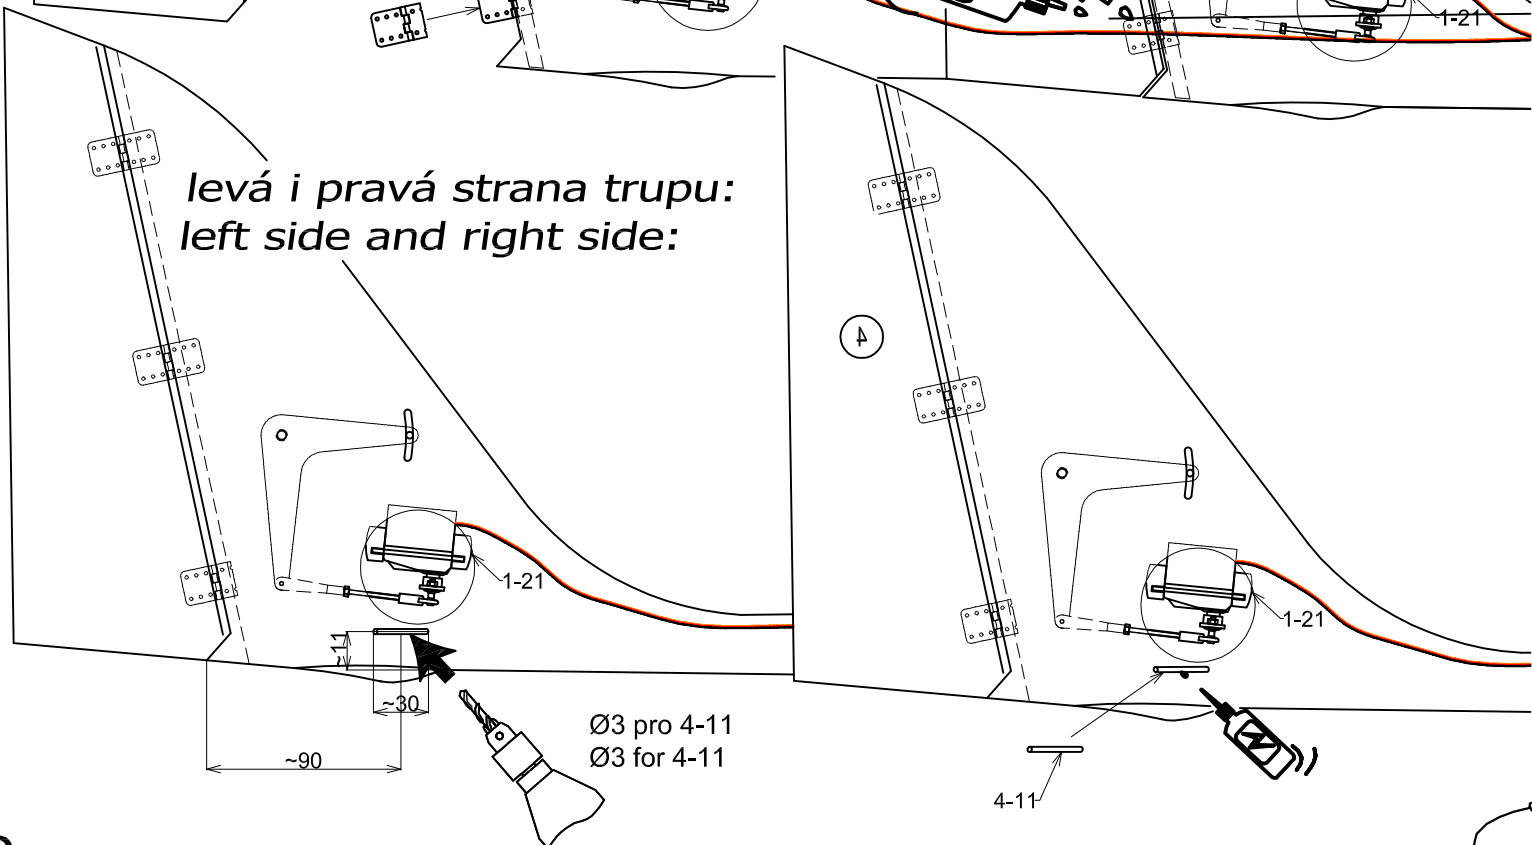 1-21
levá i pravá strana trupu:
left side and right side:
4
1-21
1-21
~11
~30
~90
Ø3 pro 4-11
Ø3 for 4-11
4-11